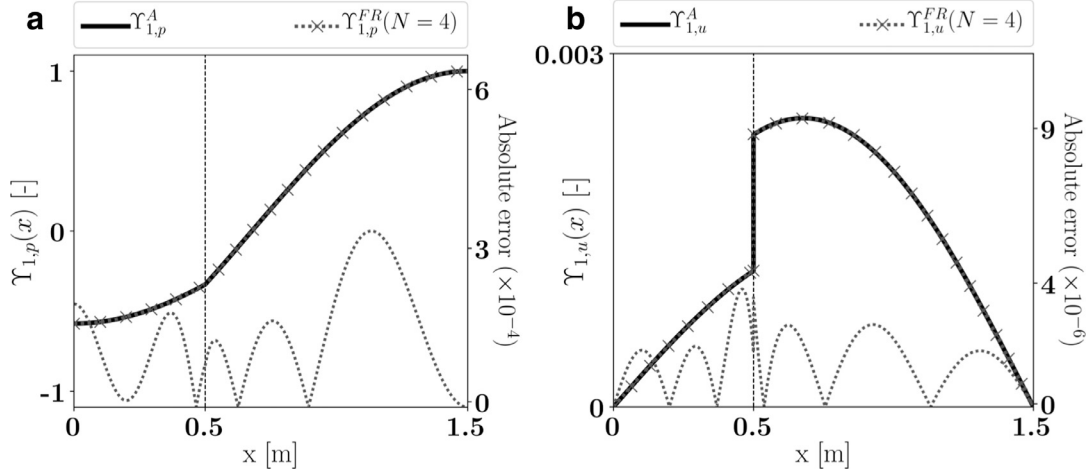 a
ϒ^A_{1,p}
ϒ^{FR}_{1,p}(N = 4)
1
0
-1
ϒ_{1,p}(x) [-]
6
3
0
Absolute error (×10^{-4})
0
0.5
1.5
x [m]
b
ϒ^A_{1,u}
ϒ^{FR}_{1,u}(N = 4)
0.003
0
ϒ_{1,u}(x) [-]
9
4
0
Absolute error (×10^{-6})
0
0.5
1.5
x [m]